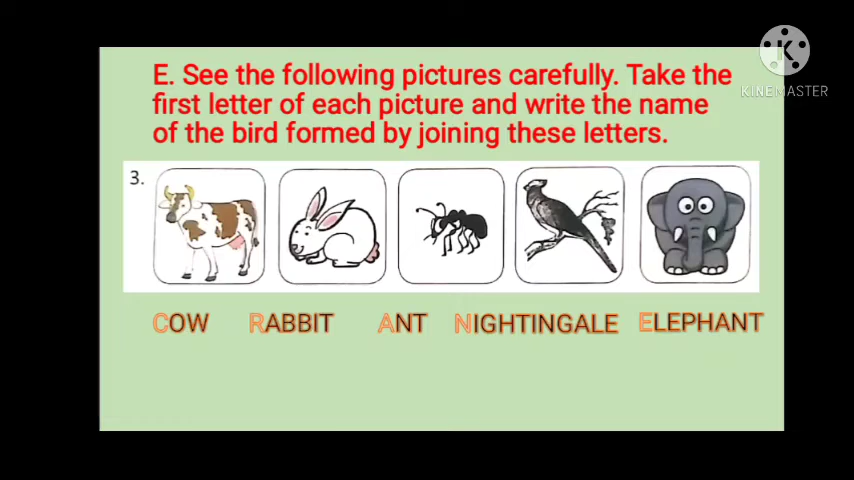 E. See the following pictures carefully. Take the
first letter of each picture and write the name
of the bird formed by joining these letters.
KINEMASTER
3.
COW RABBIT ANT NIGHTINGALE ELEPHANT